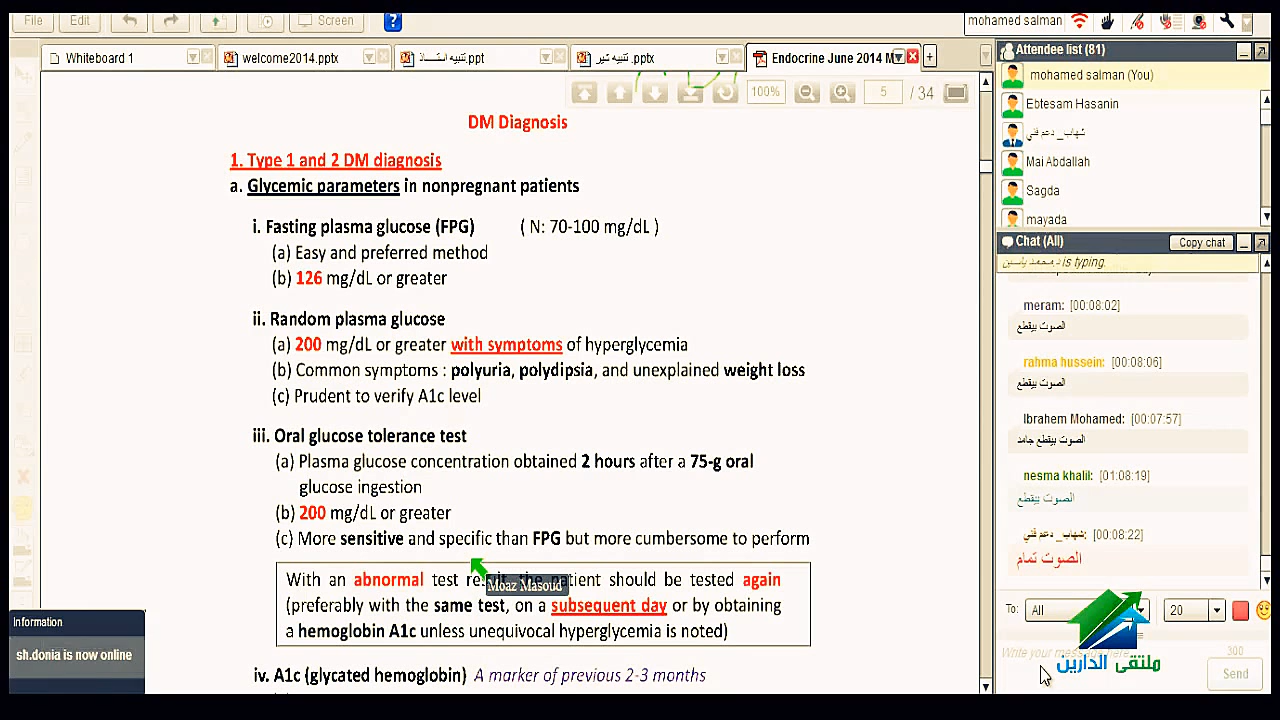 File Edit Screen ?
mohamed salman
Whiteboard 1
welcome2014.pptx
تنبيه استـــاذ.ppt
تنبيه تتير.pptx
Endocrine June 2014 M
Attendee list (81)
mohamed salman (You)
Ebtesam Hasanin
شهاب_ دعم فني
Mai Abdallah
Sagda
mayada
100%
5 / 34
DM Diagnosis
1. Type 1 and 2 DM diagnosis
a. Glycemic parameters in nonpregnant patients
i. Fasting plasma glucose (FPG) ( N: 70-100 mg/dL )
(a) Easy and preferred method
(b) 126 mg/dL or greater
ii. Random plasma glucose
(a) 200 mg/dL or greater with symptoms of hyperglycemia
(b) Common symptoms : polyuria, polydipsia, and unexplained weight loss
(c) Prudent to verify A1c level
iii. Oral glucose tolerance test
(a) Plasma glucose concentration obtained 2 hours after a 75-g oral
glucose ingestion
(b) 200 mg/dL or greater
(c) More sensitive and specific than FPG but more cumbersome to perform
With an abnormal test the patient should be tested again
Moaz Masoud
(preferably with the same test, on a subsequent day or by obtaining
a hemoglobin A1c unless unequivocal hyperglycemia is noted)
iv. A1c (glycated hemoglobin) A marker of previous 2-3 months
Chat (All)
Copy chat
د.محمد ياسين is typing.
meram: [00:08:02]
الصوت بيقطع
rahma hussein: [00:08:06]
الصوت بيقطع
Ibrahem Mohamed: [00:07:57]
الصوت بيقطع جامد
nesma khalil: [01:08:19]
الصوت بيقطع
شهاب_ دعم فني: [00:08:22]
الصوت تمام
To: All 20
Write your message here
300
Send
ملتقى الدارين
Information
sh.donia is now online